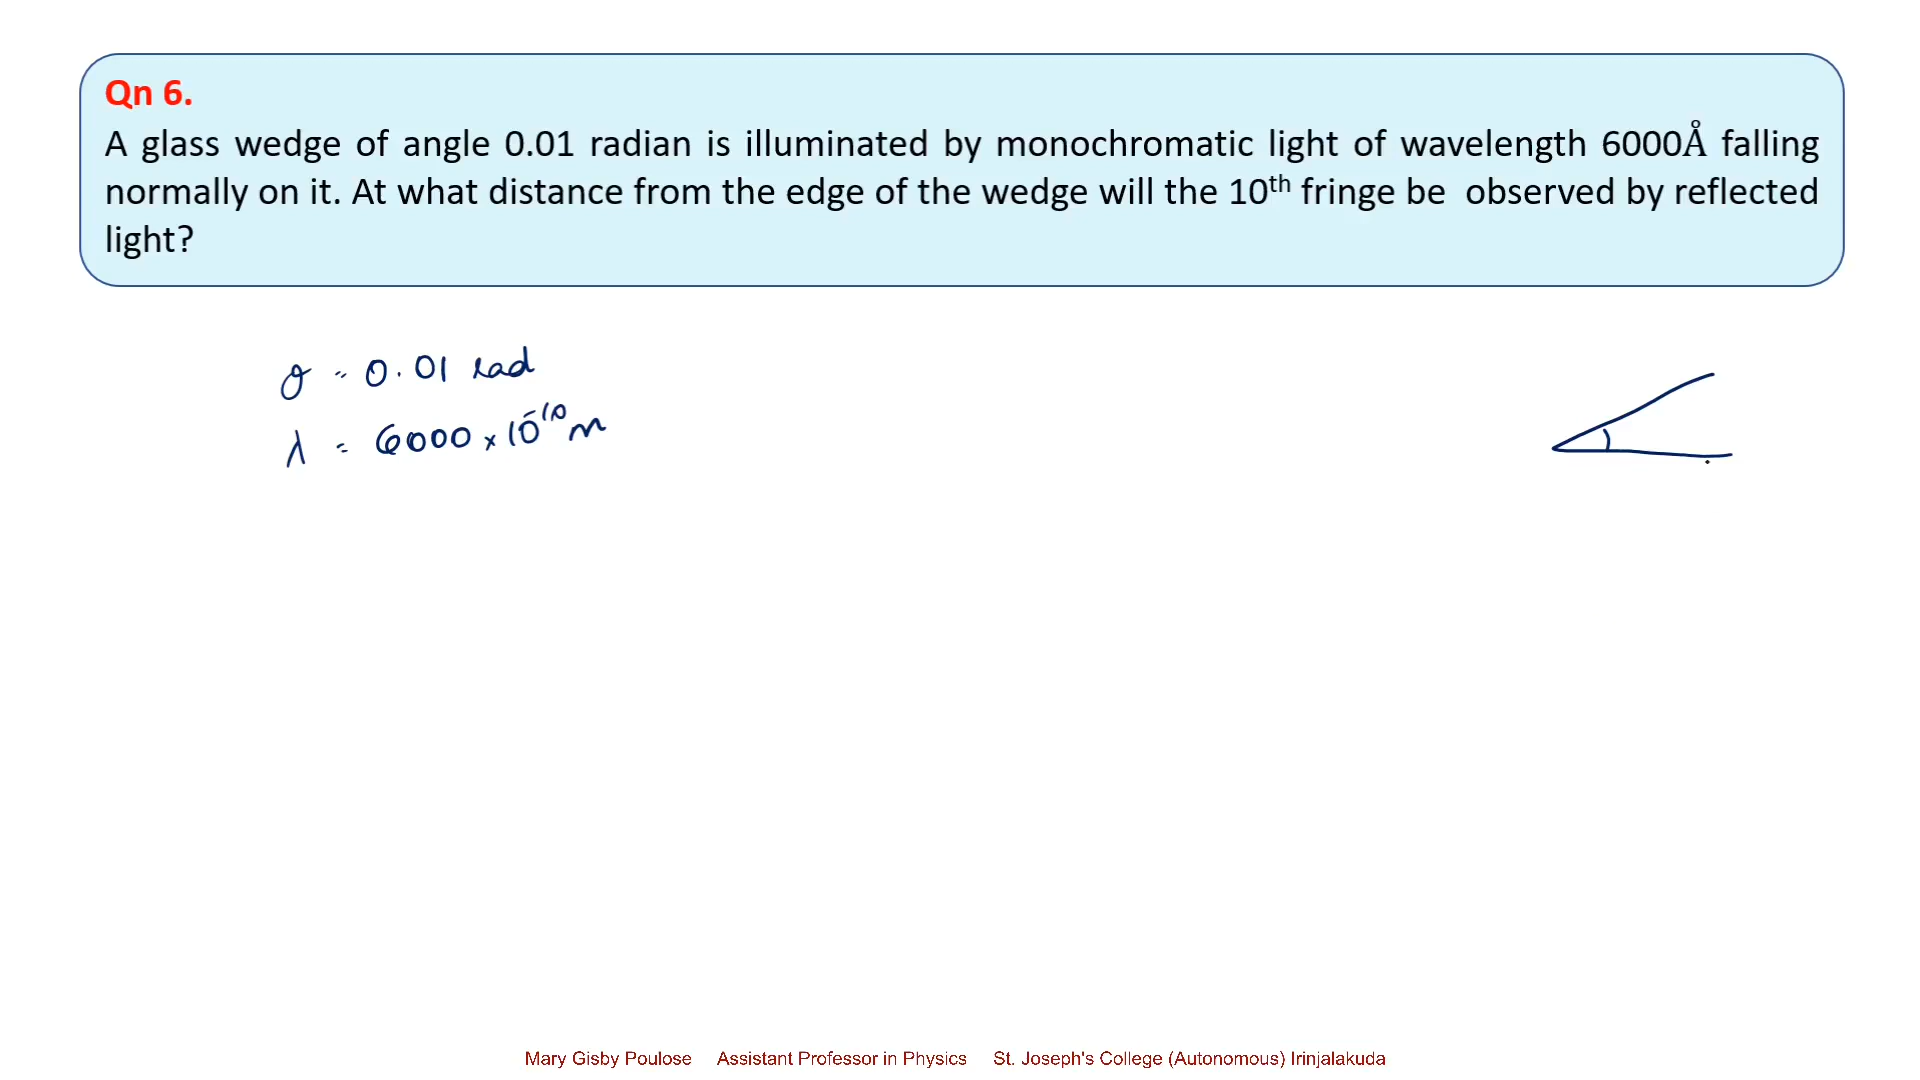 Qn 6.
A glass wedge of angle 0.01 radian is illuminated by monochromatic light of wavelength 6000Å falling
normally on it. At what distance from the edge of the wedge will the 10th fringe be observed by reflected
light?
θ = 0.01 rad
λ = 6000 × 10⁻¹⁰ m
Mary Gisby Poulose Assistant Professor in Physics St. Joseph's College (Autonomous) Irinjalakuda